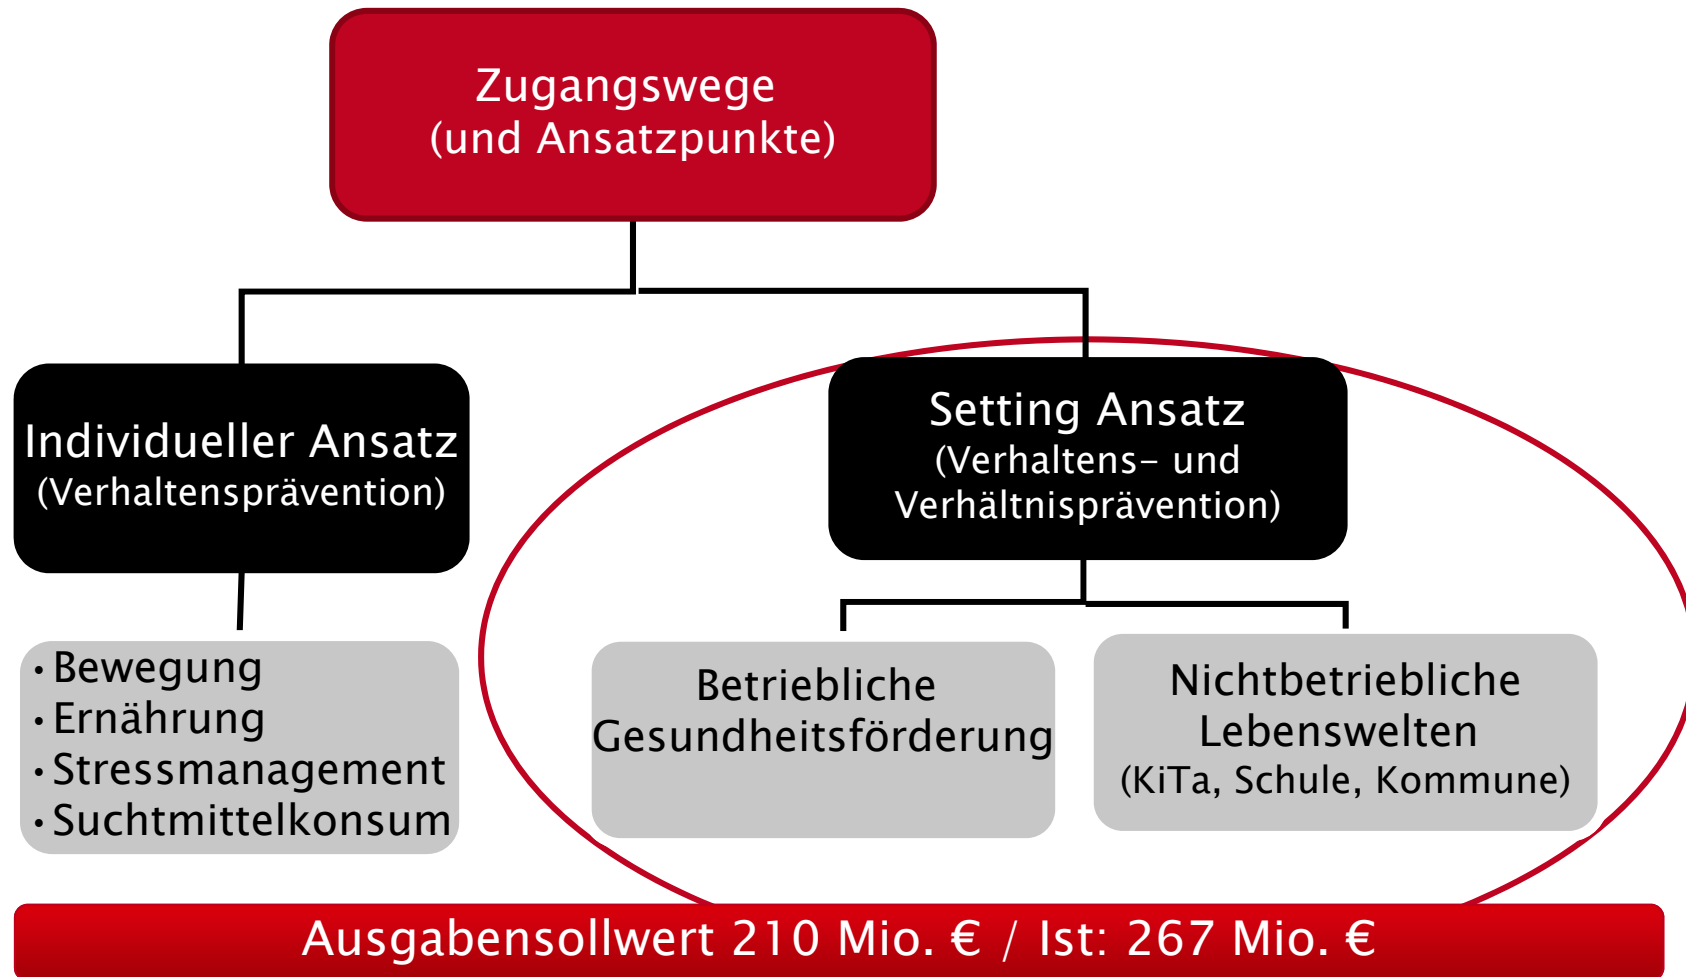 Zugangswege
(und Ansatzpunkte)
Individueller Ansatz
(Verhaltensprävention)
Setting Ansatz
(Verhaltens- und
Verhältnisprävention)
• Bewegung
• Ernährung
• Stressmanagement
• Suchtmittelkonsum
Betriebliche
Gesundheitsförderung
Nichtbetriebliche
Lebenswelten
(KiTa, Schule, Kommune)
Ausgabensollwert 210 Mio. € / Ist: 267 Mio. €